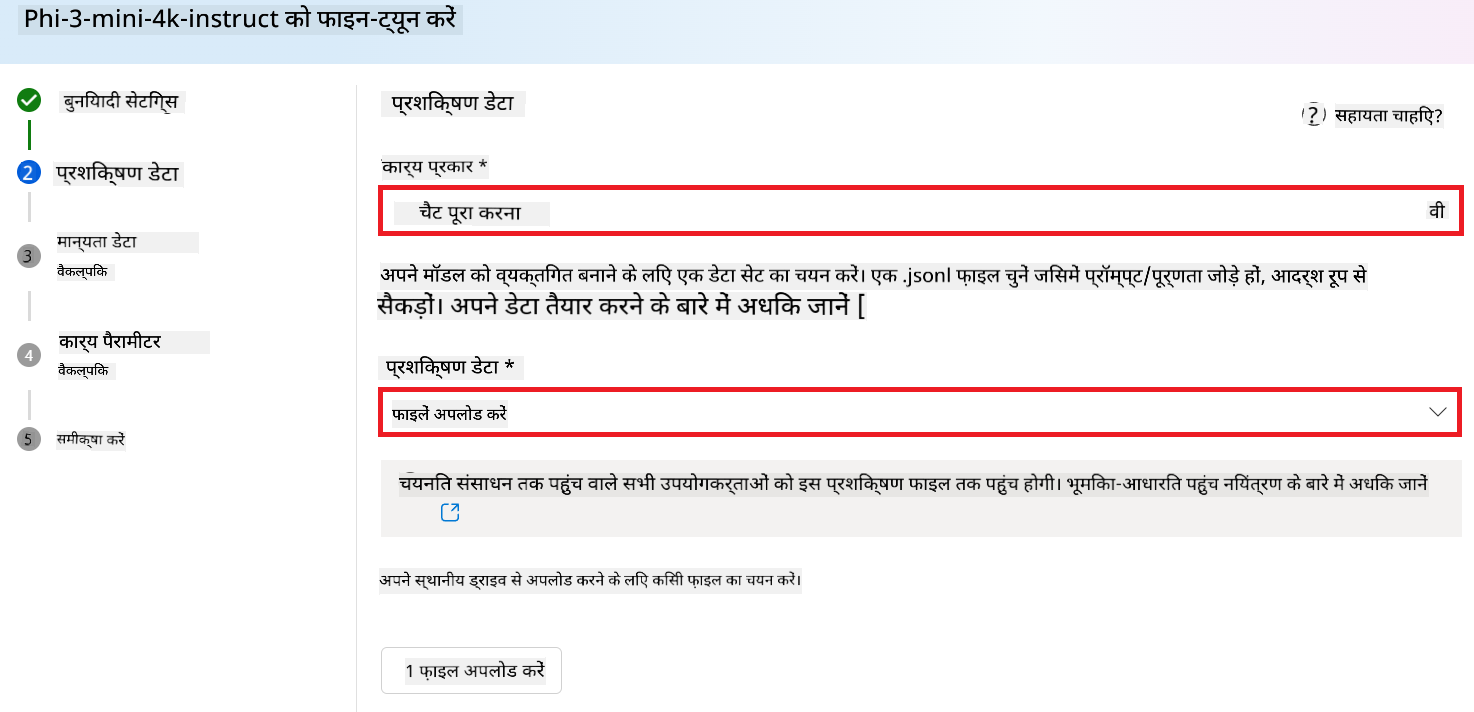 Phi-3-mini-4k-instruct को फाइन-ट्यून करें
बुनियादी सेटिंग्स
2 प्रशिक्षण डेटा
3 मान्यता डेटा
वैकल्पिक
4 कार्य पैरामीटर
वैकल्पिक
5 समीक्षा करें
प्रशिक्षण डेटा
? सहायता चाहिए?
कार्य प्रकार *
चैट पूरा करना वी
अपने मॉडल को व्यक्तिगत बनाने के लिए एक डेटा सेट का चयन करें। एक .jsonl फ़ाइल चुनें जिसमें प्रॉम्प्ट/पूर्णता जोड़े हों, आदर्श रूप से
सैकड़ों। अपने डेटा तैयार करने के बारे में अधिक जानें [
प्रशिक्षण डेटा *
फाइलें अपलोड करें
चयनित संसाधन तक पहुंच वाले सभी उपयोगकर्ताओं को इस प्रशिक्षण फाइल तक पहुंच होगी। भूमिका-आधारित पहुंच नियंत्रण के बारे में अधिक जानें
अपने स्थानीय ड्राइव से अपलोड करने के लिए किसी फ़ाइल का चयन करें।
1 फ़ाइल अपलोड करें